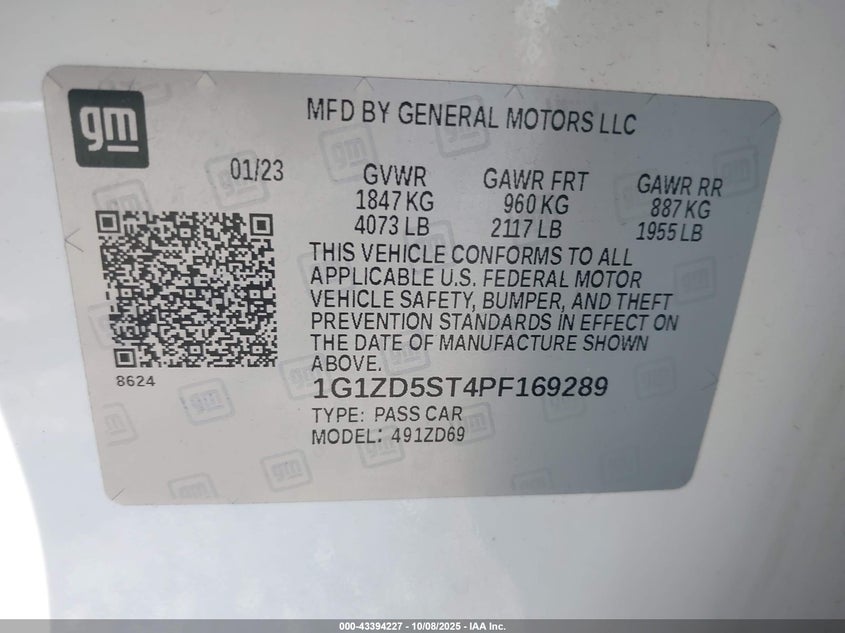 gm
MFD BY GENERAL MOTORS LLC
01/23 GVWR GAWR FRT GAWR RR
1847 KG 960 KG 887 KG
4073 LB 2117 LB 1955 LB
THIS VEHICLE CONFORMS TO ALL
APPLICABLE U.S. FEDERAL MOTOR
VEHICLE SAFETY, BUMPER, AND THEFT
PREVENTION STANDARDS IN EFFECT ON
THE DATE OF MANUFACTURE SHOWN
ABOVE.
8624
1G1ZD5ST4PF169289
TYPE: PASS CAR
MODEL: 491ZD69
000-43394227 - 10/08/2025 - IAA Inc.